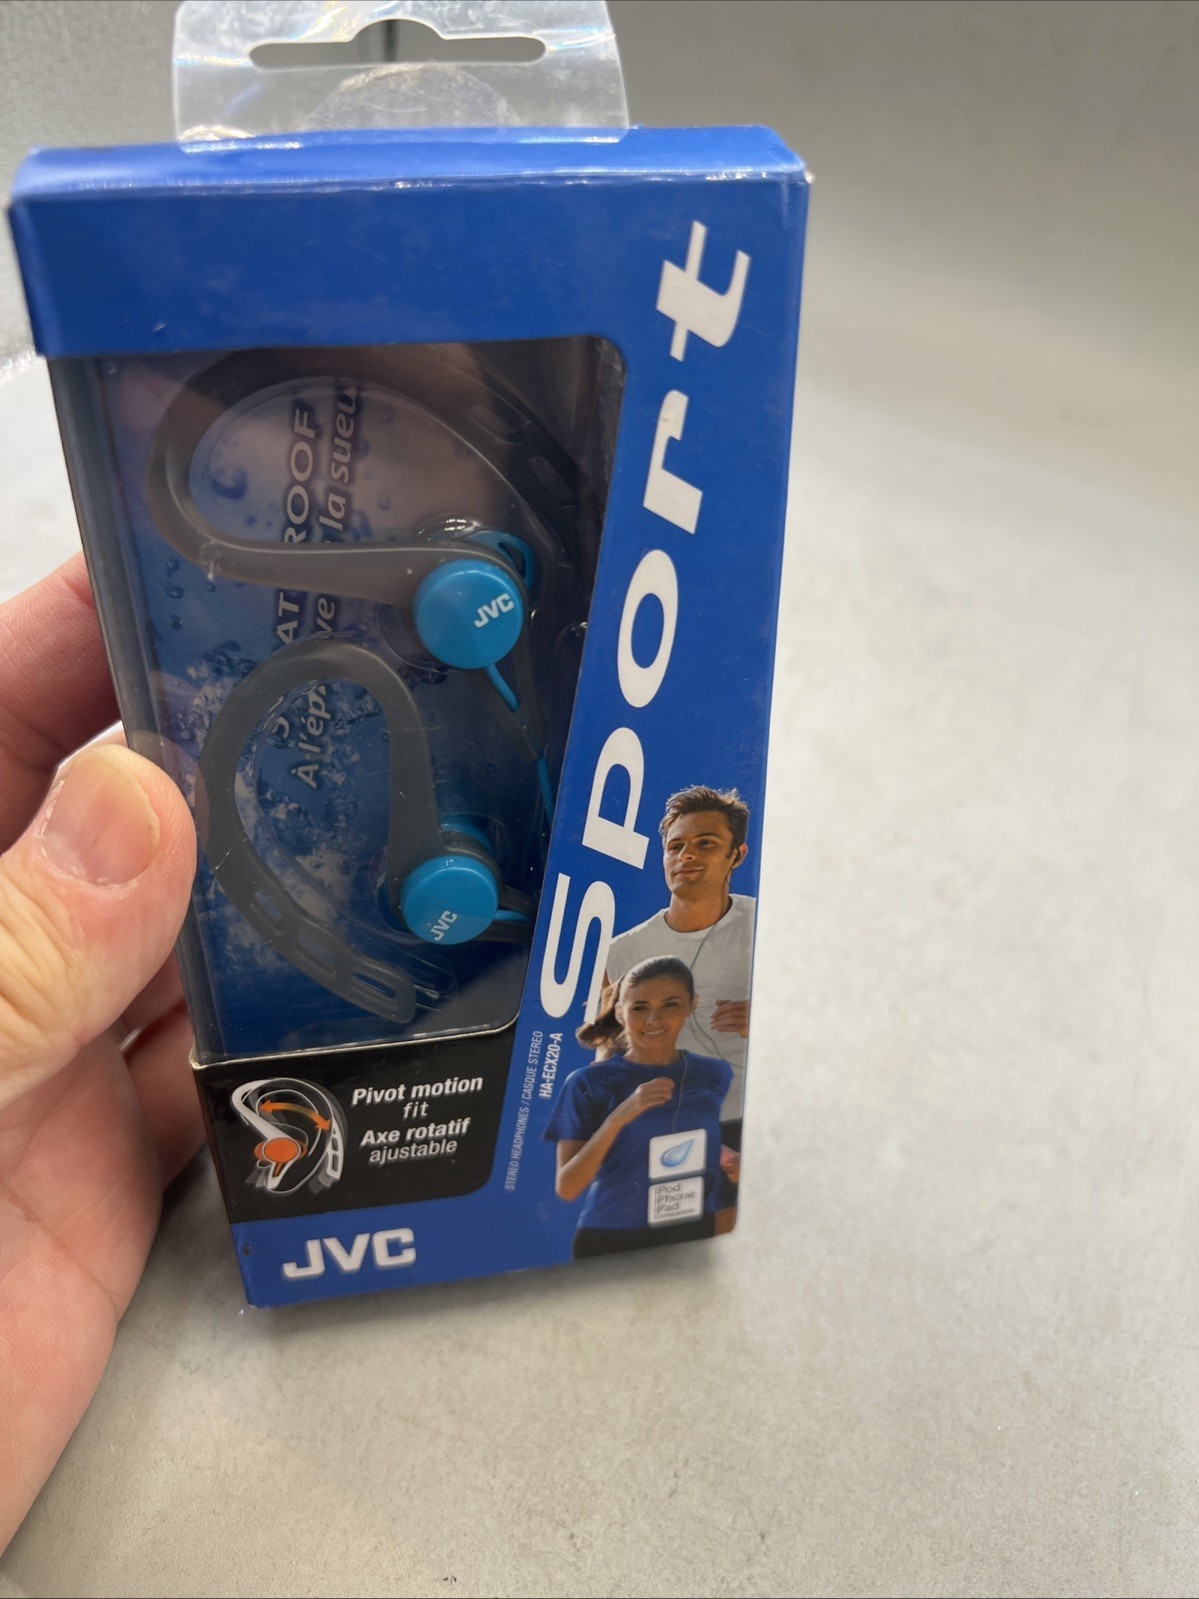 Sport
JVC
JVC
ROOF
la sueu
À l'ép
STEREO HEADPHONES / CASQUE STEREO
HA-ECX20-A
Pivot motion
fit
Axe rotatif
ajustable
iPod
iPhone
iPad
JVC